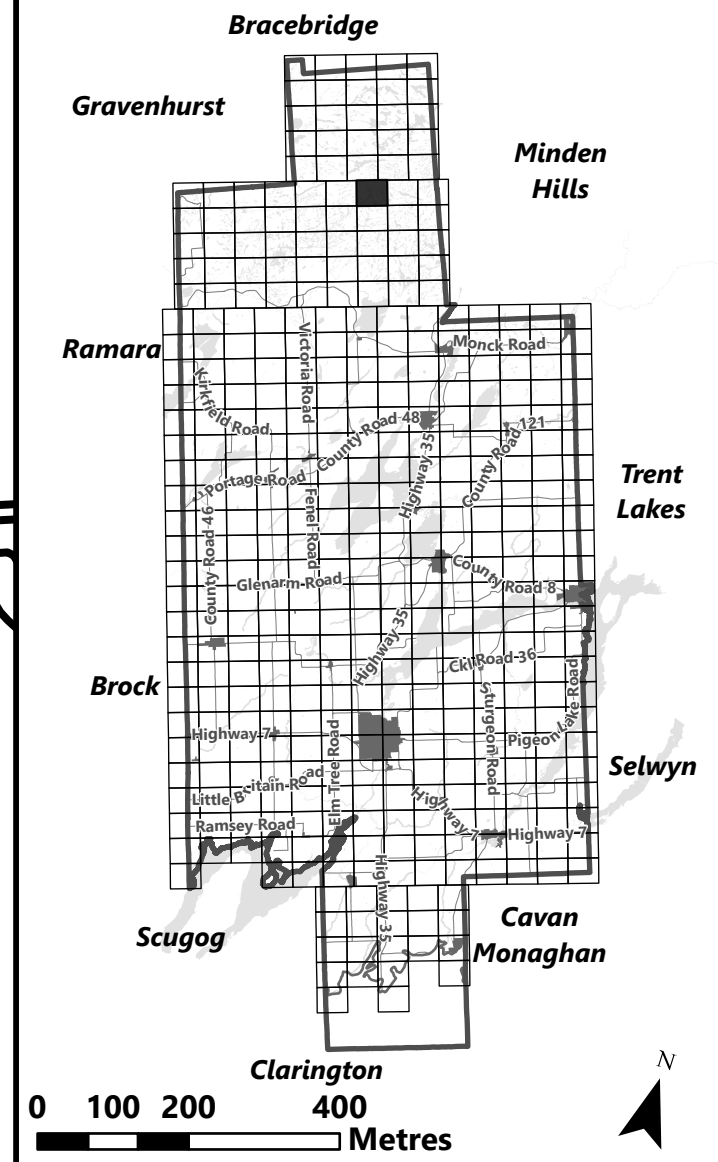 Bracebridge
Gravenhurst
Minden
Hills
Ramara
Monck Road
Victoria Road
Kirkfield Road
County Road 48
County Road 121
Highway 35
Portage Road
Trent
Lakes
Fenel Road
County Road 46
County Road 8
Glenarm Road
Highway 35
Ckl Road 36
Brock
Pigeon Lake Road
Sturgeon Road
Highway 7
Elm Tree Road
Selwyn
Little Britain Road
Highway 7
Ramsey Road
Highway 7
Highway 35
Scugog
Cavan
Monaghan
Clarington
N
0 100 200 400
Metres